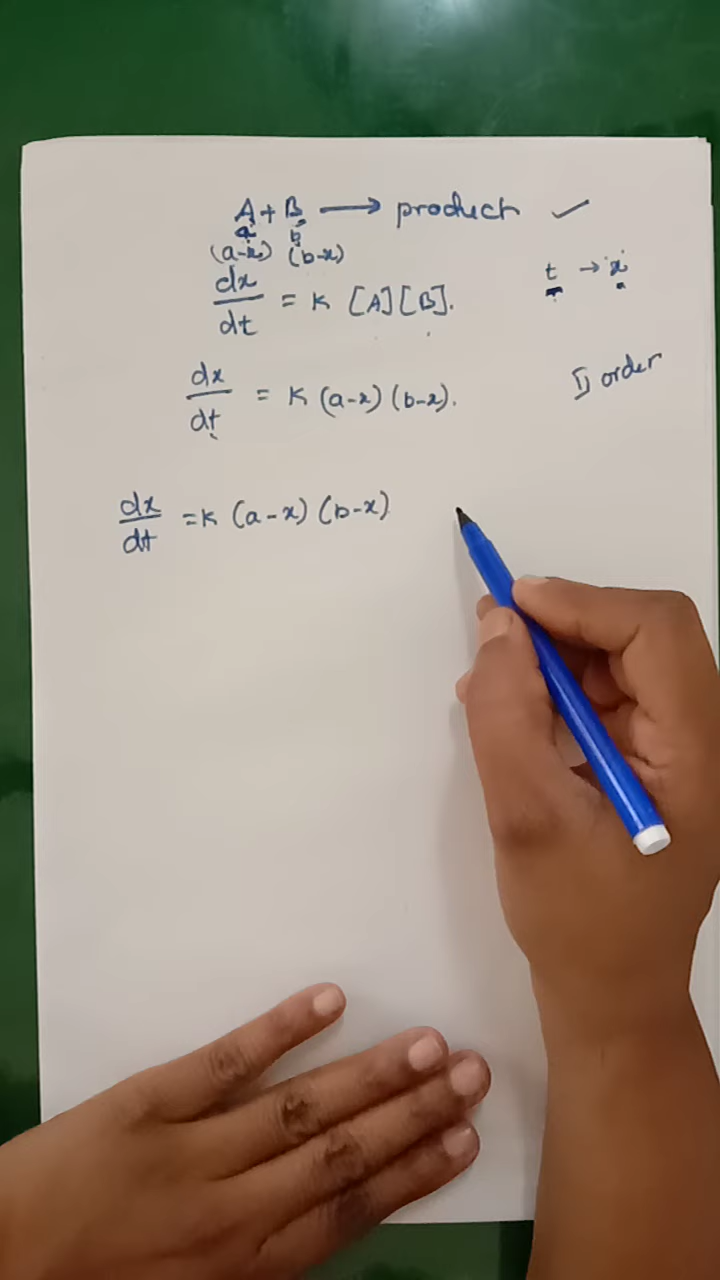 A + B ⟶ product ✓
a b
(a-x) (b-x)
dx/dt = K [A][B].
t → x
dx/dt = K (a-x) (b-x).
II order
dx/dt = K (a-x) (b-x)